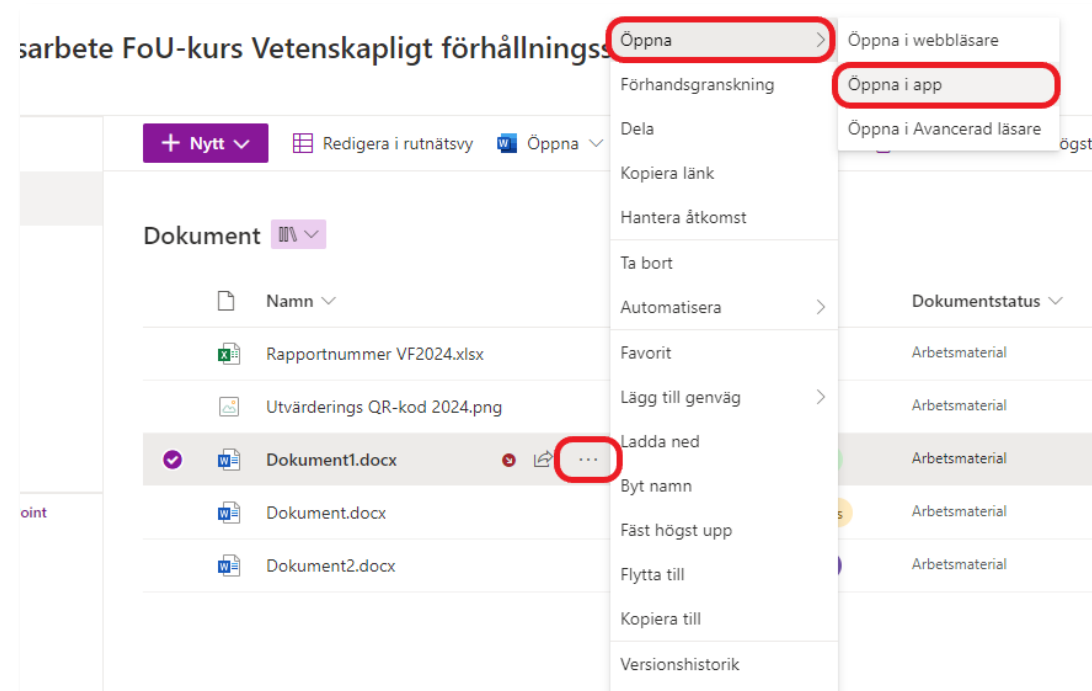 sarbete FoU-kurs Vetenskapligt förhållningss
Nytt
Redigera i rutnätsvy
Öppna
Dokument
Namn
Dokumentstatus
Rapportnummer VF2024.xlsx
Arbetsmaterial
Utvärderings QR-kod 2024.png
Arbetsmaterial
Dokument1.docx
Arbetsmaterial
Dokument.docx
s
Arbetsmaterial
Dokument2.docx
Arbetsmaterial
oint
Öppna
Förhandsgranskning
Dela
Kopiera länk
Hantera åtkomst
Ta bort
Automatisera
Favorit
Lägg till genväg
Ladda ned
Byt namn
Fäst högst upp
Flytta till
Kopiera till
Versionshistorik
Öppna i webbläsare
Öppna i app
Öppna i Avancerad läsare
ögst